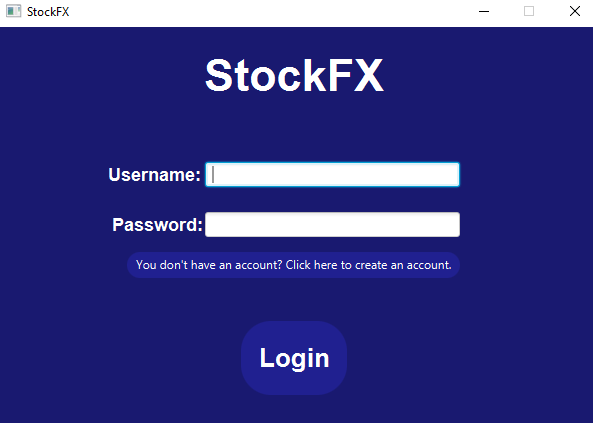 StockFX
StockFX
Username:
Password:
You don't have an account? Click here to create an account.
Login